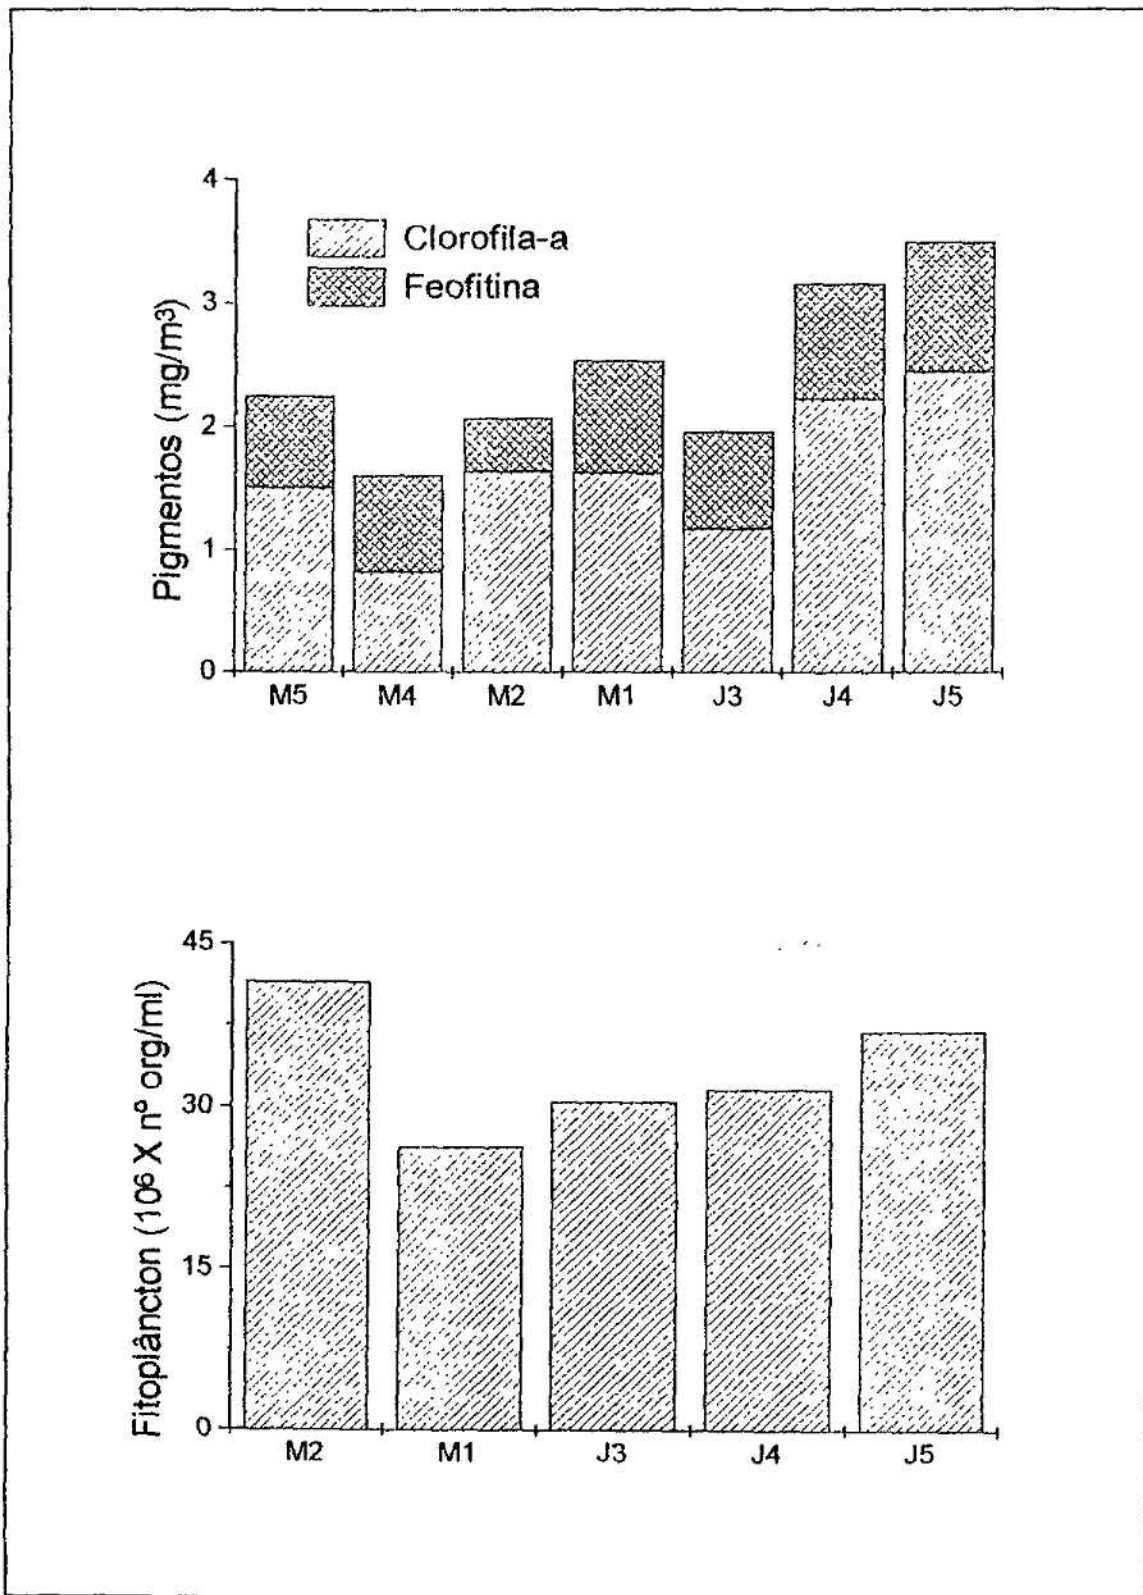 4
3
2
1
0
Pigmentos (mg/m³)
Clorofila-a
Feofitina
M5 M4 M2 M1 J3 J4 J5
45
30
15
0
Fitoplâncton (10⁶ X nº org/ml)
M2 M1 J3 J4 J5